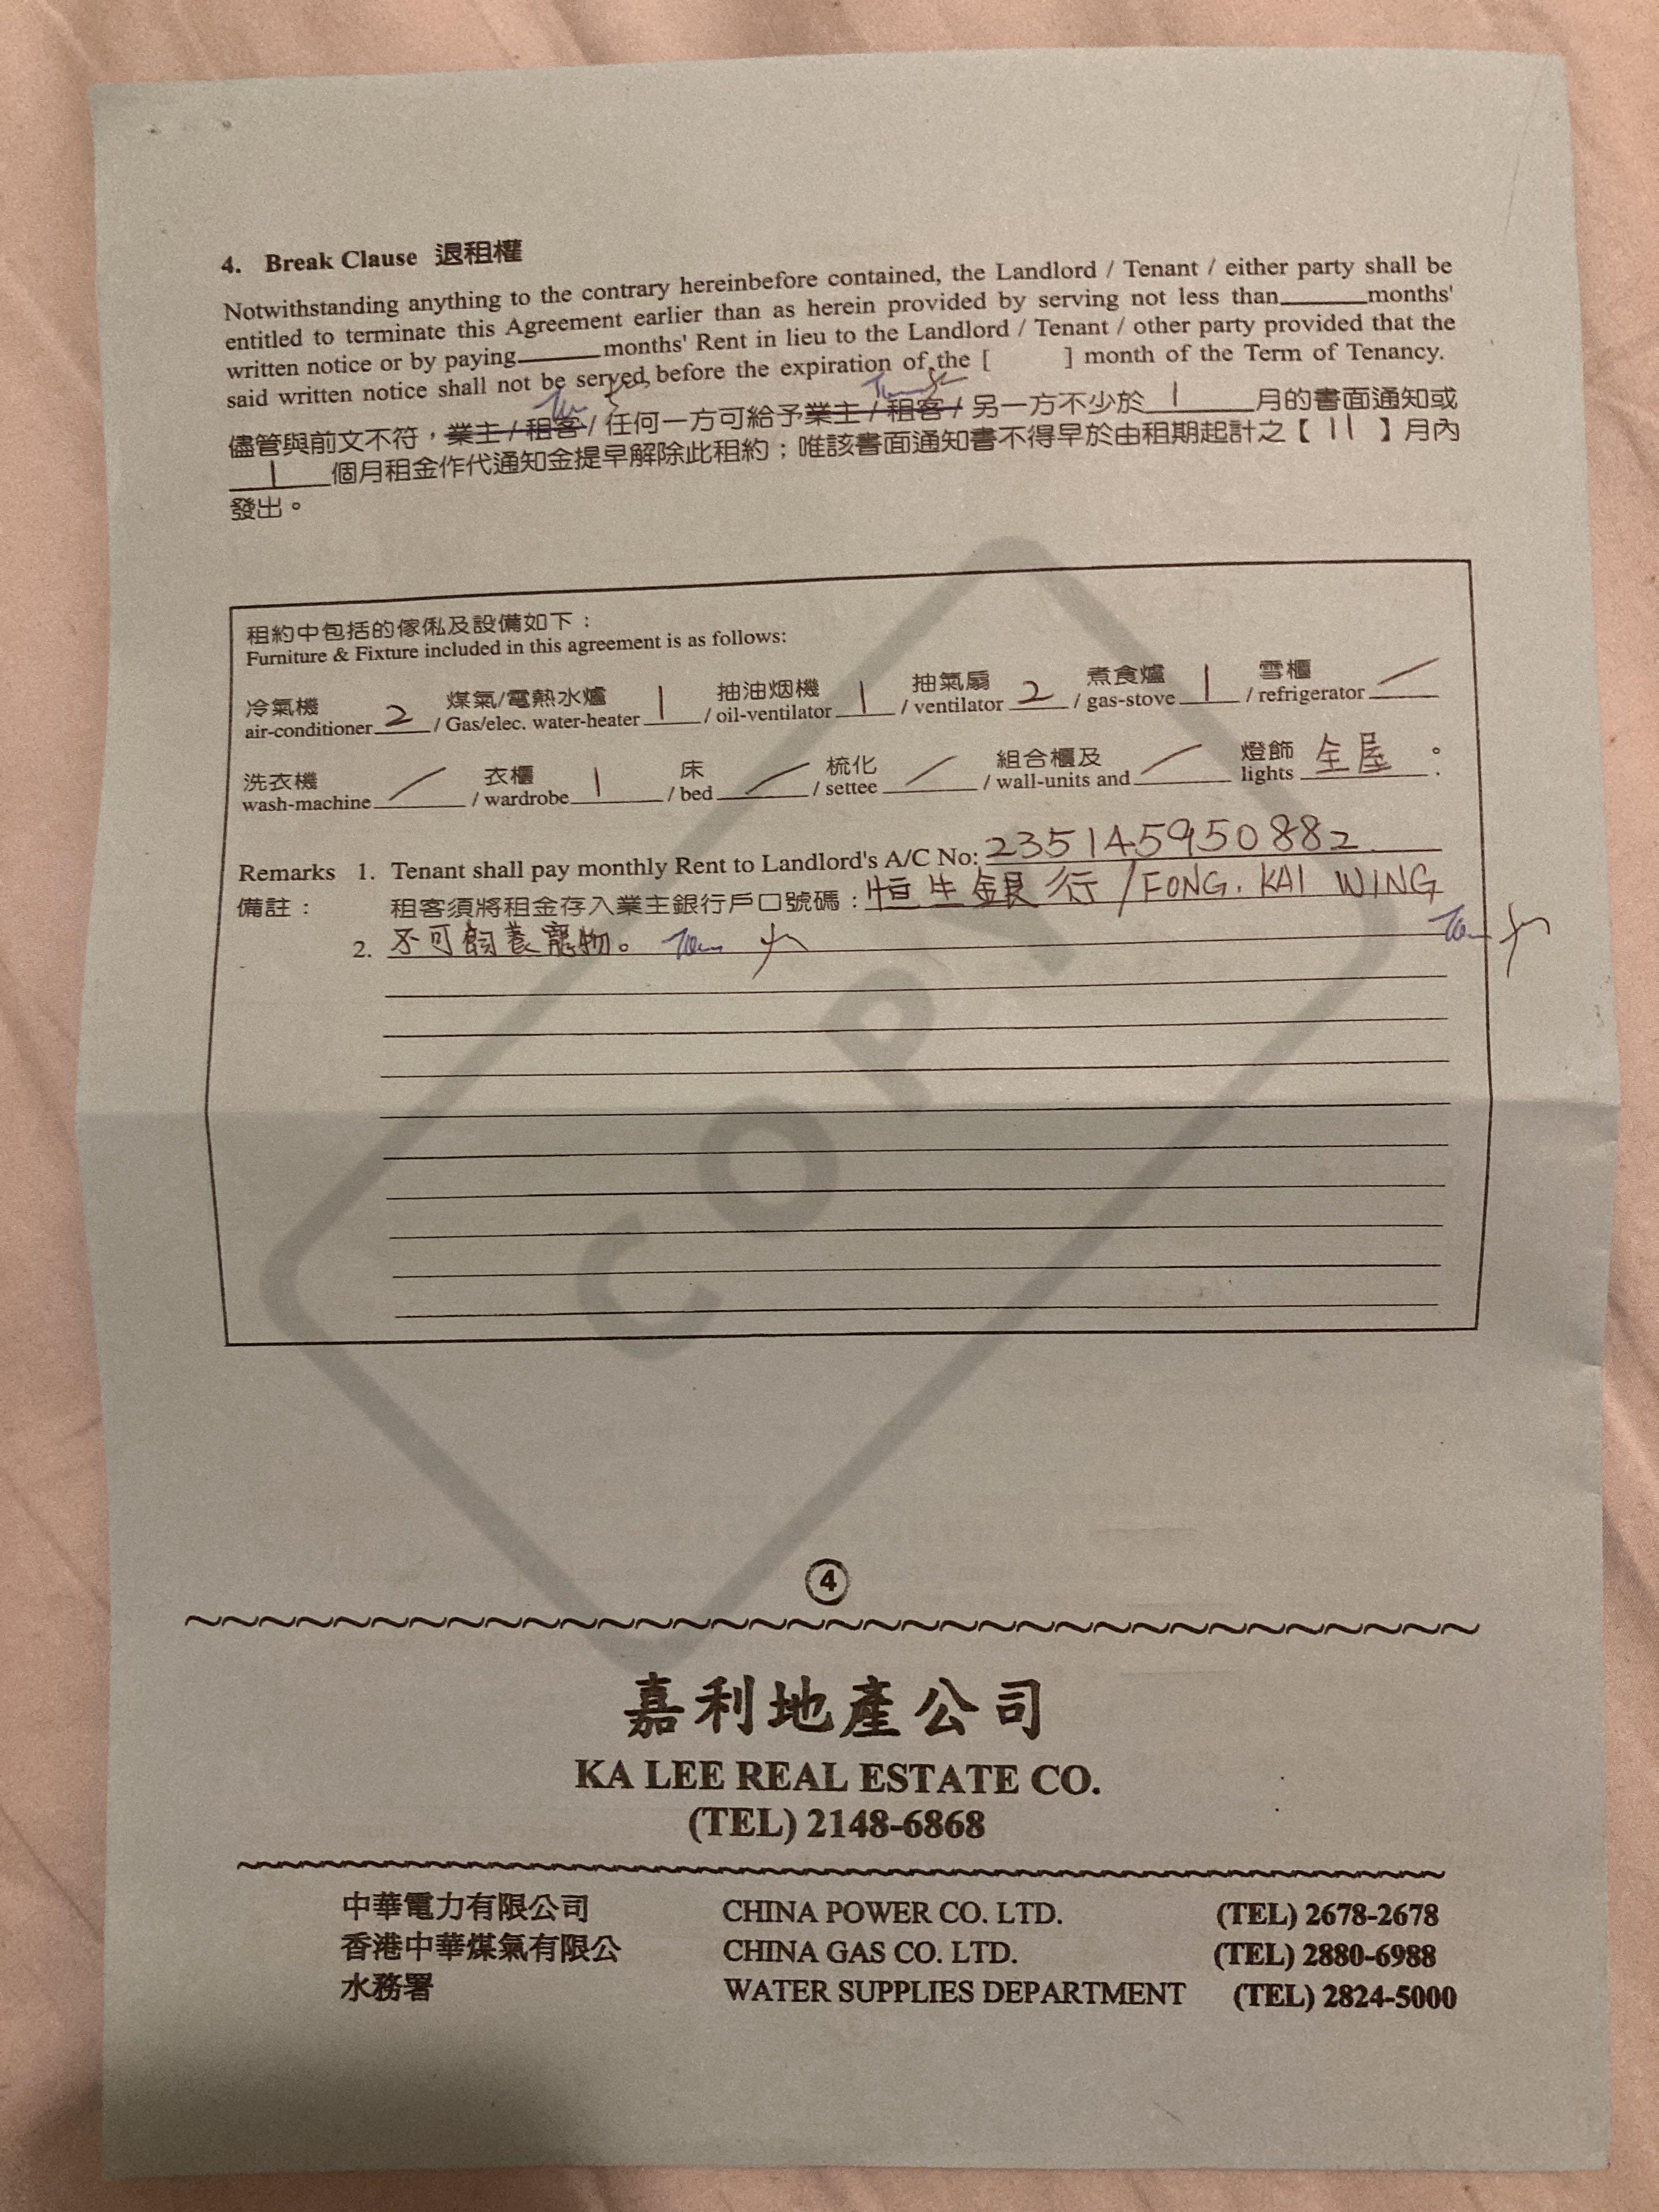 4. Break Clause 退租權
Notwithstanding anything to the contrary hereinbefore contained, the Landlord / Tenant / either party shall be
entitled to terminate this Agreement earlier than as herein provided by serving not less than______months'
written notice or by paying______months' Rent in lieu to the Landlord / Tenant / other party provided that the
said written notice shall not be served before the expiration of the [ ] month of the Term of Tenancy.
儘管與前文不符，業主 / 租客 / 任何一方可給予業主 / 租客 / 另一方不少於 1 月的書面通知或
1 個月租金作代通知金提早解除此租約；唯該書面通知書不得早於由租期起計之【 11 】月內
發出。
租約中包括的傢俬及設備如下：
Furniture & Fixture included in this agreement is as follows:
冷氣機 煤氣/電熱水爐 抽油烟機 抽氣扇 煮食爐 雪櫃
air-conditioner 2 / Gas/elec. water-heater 1 / oil-ventilator 1 / ventilator 2 / gas-stove 1 / refrigerator /
洗衣機 衣櫃 床 梳化 組合櫃及 燈飾 全屋 。
wash-machine / / wardrobe 1 / bed / / settee / / wall-units and / lights .
Remarks 1. Tenant shall pay monthly Rent to Landlord's A/C No: 235145950882
備註： 租客須將租金存入業主銀行戶口號碼：恒生銀行 / FONG. KAI WING
2. 不可飼養寵物。
COPY
4
嘉利地產公司
KA LEE REAL ESTATE CO.
(TEL) 2148-6868
中華電力有限公司 CHINA POWER CO. LTD. (TEL) 2678-2678
香港中華煤氣有限公 CHINA GAS CO. LTD. (TEL) 2880-6988
水務署 WATER SUPPLIES DEPARTMENT (TEL) 2824-5000